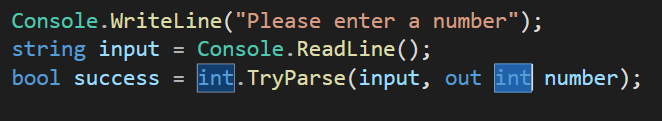 Console.WriteLine("Please enter a number");
string input = Console.ReadLine();
bool success = int.TryParse(input, out int number);